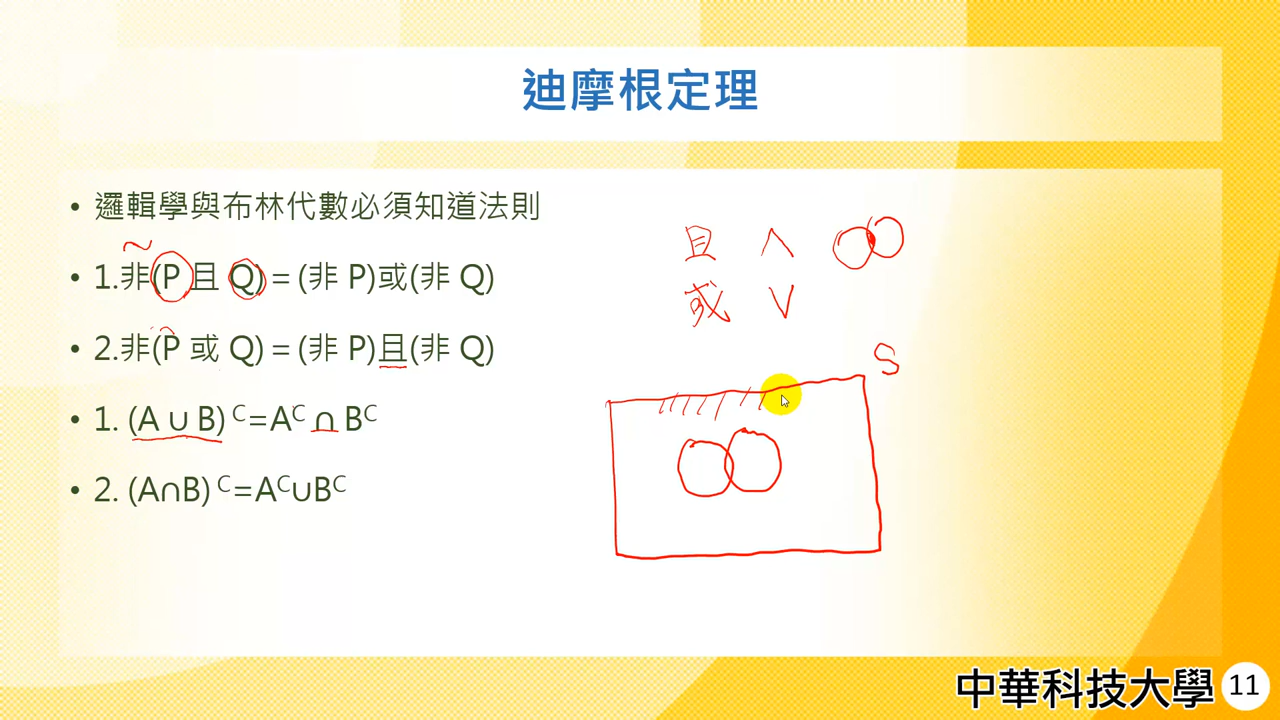 迪摩根定理
• 邏輯學與布林代數必須知道法則
• 1.非(P 且 Q)=(非 P)或(非 Q)
• 2.非(P 或 Q)=(非 P)且(非 Q)
• 1. (A ∪ B) ᶜ=Aᶜ ∩ Bᶜ
• 2. (A∩B) ᶜ=Aᶜ∪Bᶜ
~
且 ∧
或 ∨
S
中華科技大學 11